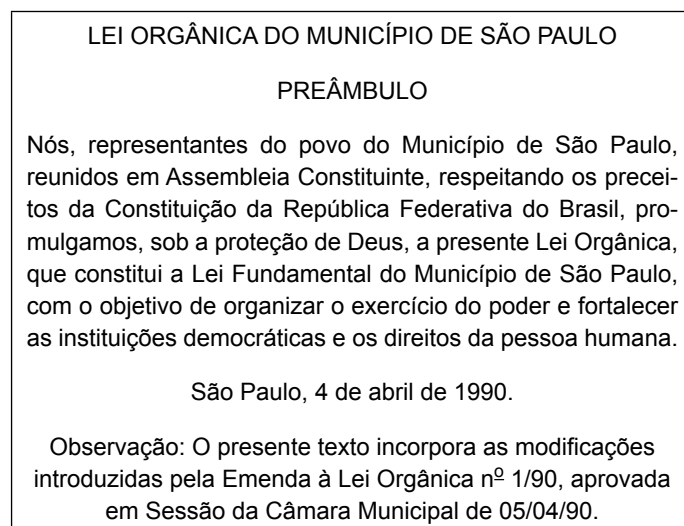 LEI ORGÂNICA DO MUNICÍPIO DE SÃO PAULO
PREÂMBULO
Nós, representantes do povo do Município de São Paulo,
reunidos em Assembleia Constituinte, respeitando os precei-
tos da Constituição da República Federativa do Brasil, pro-
mulgamos, sob a proteção de Deus, a presente Lei Orgânica,
que constitui a Lei Fundamental do Município de São Paulo,
com o objetivo de organizar o exercício do poder e fortalecer
as instituições democráticas e os direitos da pessoa humana.
São Paulo, 4 de abril de 1990.
Observação: O presente texto incorpora as modificações
introduzidas pela Emenda à Lei Orgânica nº 1/90, aprovada
em Sessão da Câmara Municipal de 05/04/90.